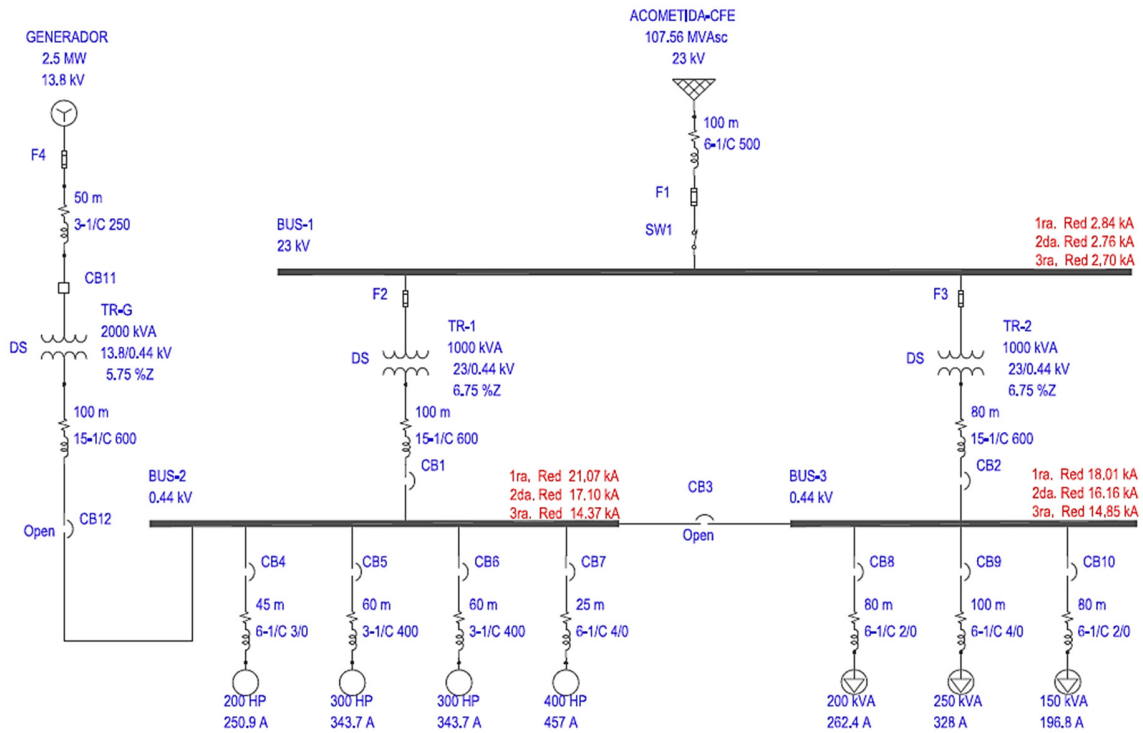 GENERADOR
2.5 MW
13.8 kV
F4
50 m
3-1/C 250
CB11
TR-G
2000 kVA
DS
13.8/0.44 kV
5.75 %Z
100 m
15-1/C 600
CB12
Open
ACOMETIDA-CFE
107.56 MVAsc
23 kV
100 m
6-1/C 500
F1
SW1
BUS-1
23 kV
1ra. Red 2.84 kA
2da. Red 2.76 kA
3ra. Red 2,70 kA
F2
TR-1
1000 kVA
DS
23/0.44 kV
6.75 %Z
100 m
15-1/C 600
CB1
F3
TR-2
1000 kVA
DS
23/0.44 kV
6.75 %Z
80 m
15-1/C 600
CB2
BUS-2
0.44 kV
1ra, Red 21,07 kA
2da. Red 17.10 kA
3ra. Red 14.37 kA
CB3
Open
BUS-3
0.44 kV
1ra. Red 18.01 kA
2da. Red 16.16 kA
3ra, Red 14,85 kA
CB4
45 m
6-1/C 3/0
200 HP
250.9 A
CB5
60 m
3-1/C 400
300 HP
343.7 A
CB6
60 m
3-1/C 400
300 HP
343.7 A
CB7
25 m
6-1/C 4/0
400 HP
457 A
CB8
80 m
6-1/C 2/0
200 kVA
262.4 A
CB9
100 m
6-1/C 4/0
250 kVA
328 A
CB10
80 m
6-1/C 2/0
150 kVA
196.8 A